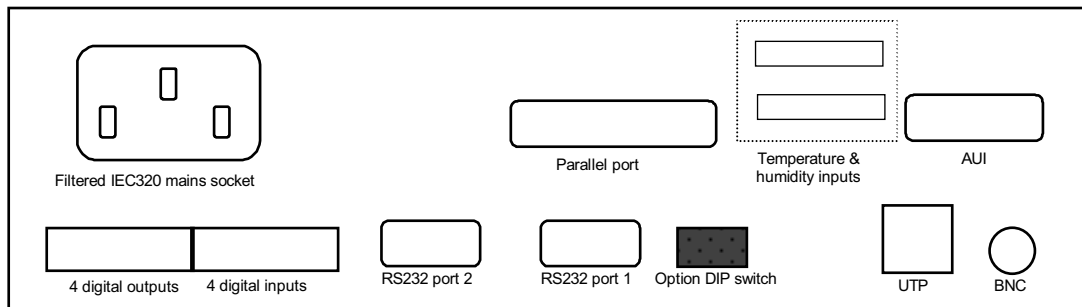 Filtered IEC320 mains socket
Parallel port
Temperature &
humidity inputs
AUI
4 digital outputs
4 digital inputs
RS232 port 2
RS232 port 1
Option DIP switch
UTP
BNC